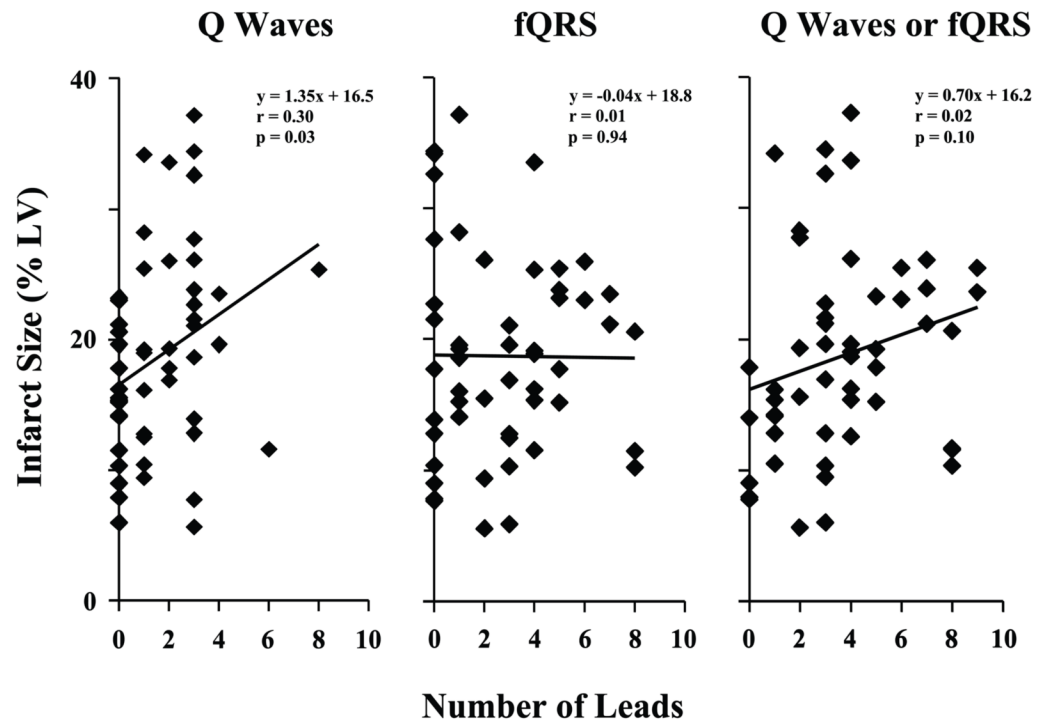 Q Waves
fQRS
Q Waves or fQRS
y = 1.35x + 16.5
r = 0.30
p = 0.03
y = -0.04x + 18.8
r = 0.01
p = 0.94
y = 0.70x + 16.2
r = 0.02
p = 0.10
Infarct Size (% LV)
40
20
0
0 2 4 6 8 10
0 2 4 6 8 10
0 2 4 6 8 10
Number of Leads